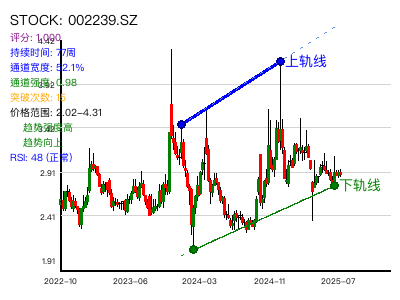 STOCK: 002239.SZ
评分: 1.000
4.42
持续时间: 77周
通道宽度: 52.1%
上轨线
通道强度: 0.98
突破次数: 15
价格范围: 2.02-4.31
趋势强度高
趋势向上
RSI: 48 (正常)
2.91
下轨线
2.41
1.91
2022-10
2023-06
2024-03
2024-11
2025-07